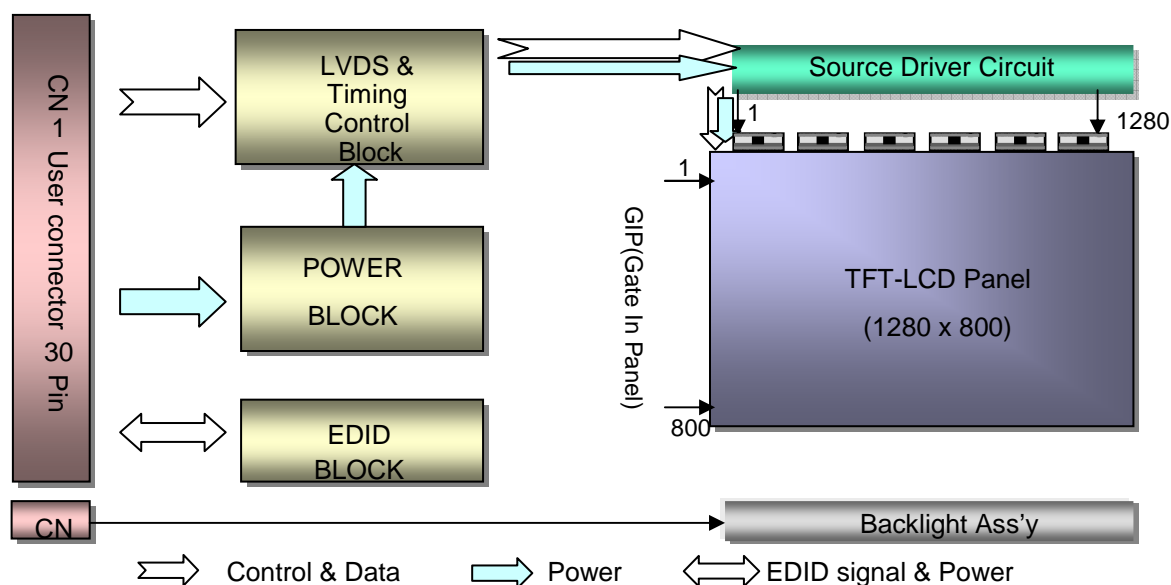 CN 1 User connector 30 Pin
LVDS &
Timing
Control
Block
POWER
BLOCK
EDID
BLOCK
Source Driver Circuit
1
1280
1
GIP(Gate In Panel)
800
TFT-LCD Panel
(1280 x 800)
CN
Backlight Ass'y
Control & Data
Power
EDID signal & Power